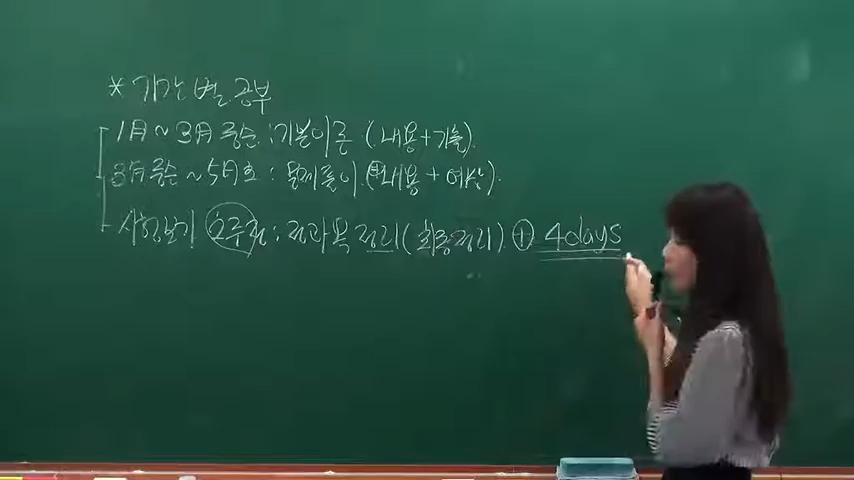 * 기간별 공부
1月~3月 중순 : 기본이론 (내용+기출).
3月 중순~5月 초 : 문제풀이 (내용 + 예상).
시험보기 2주전 : 전과목 정리 (최종정리) ⊕ 4days